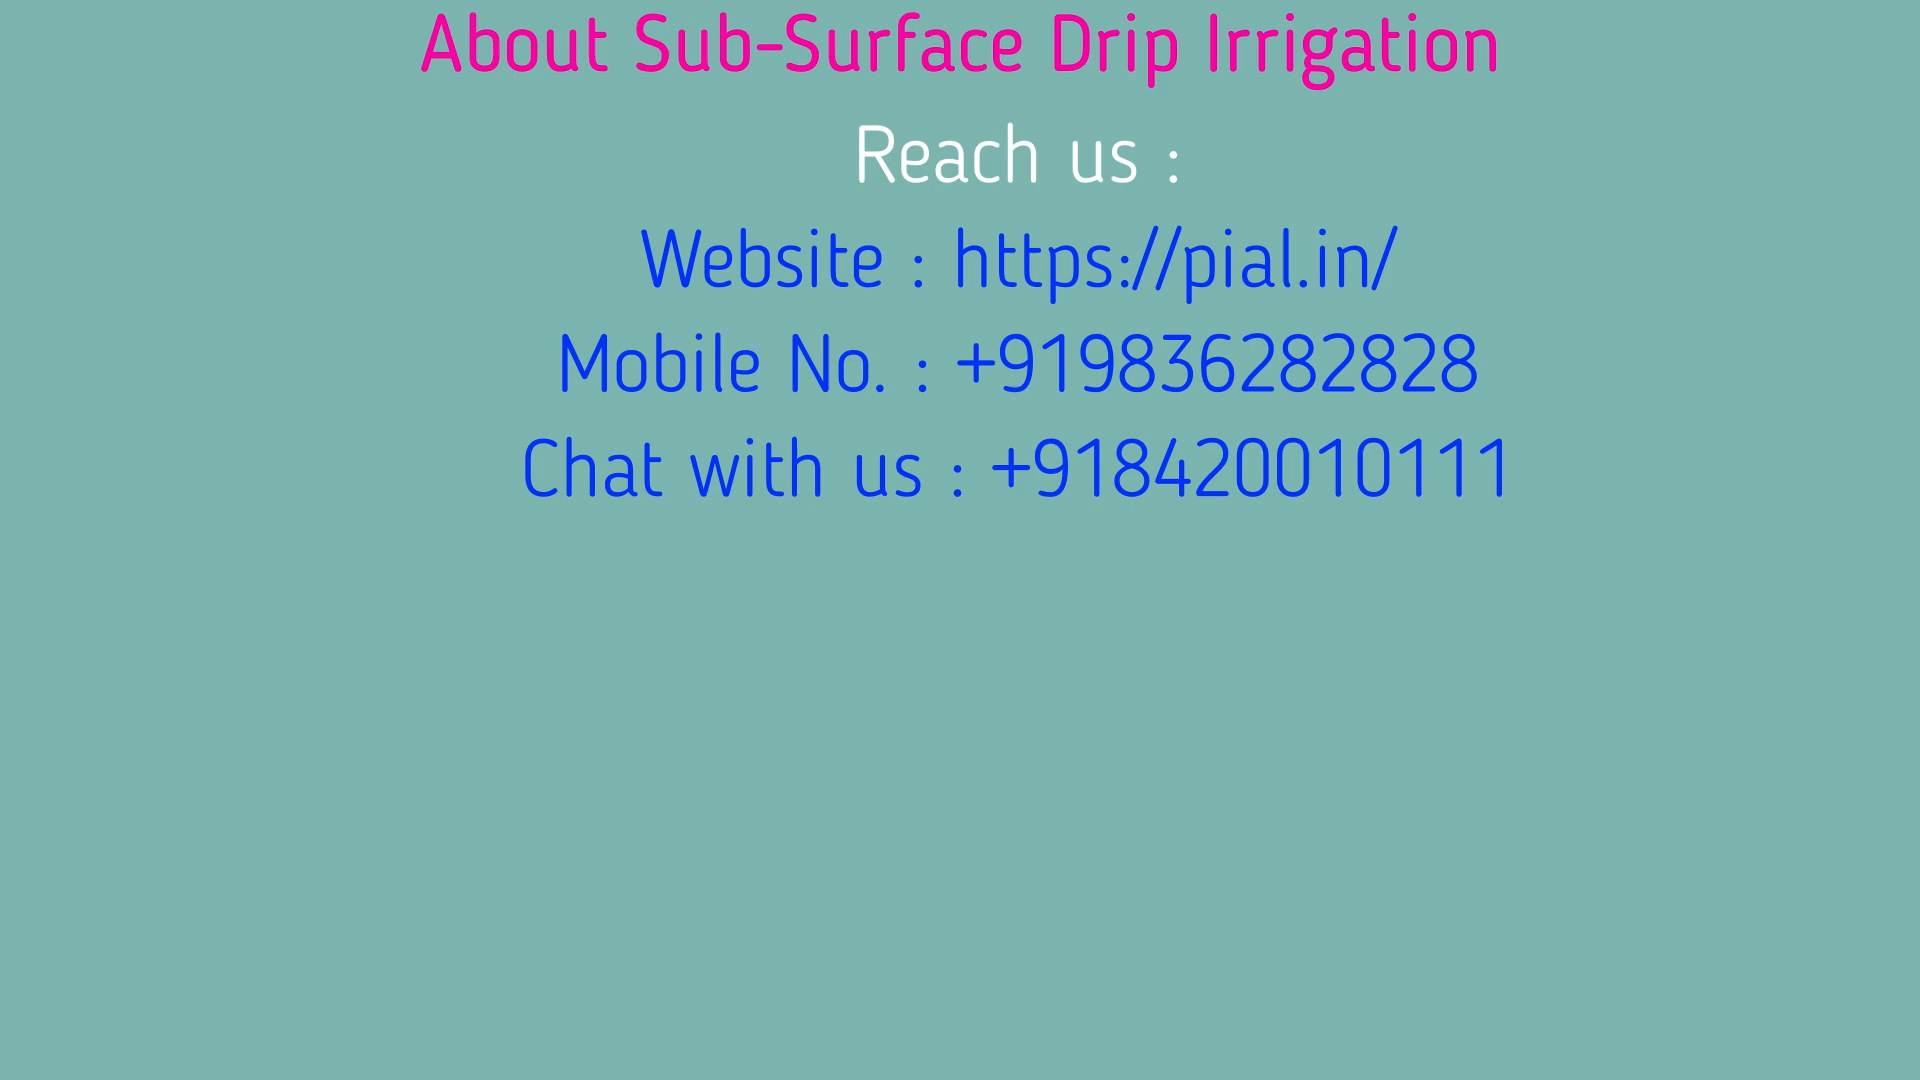 About Sub-Surface Drip Irrigation
Reach us :
Website : https://pial.in/
Mobile No. : +919836282828
Chat with us : +918420010111